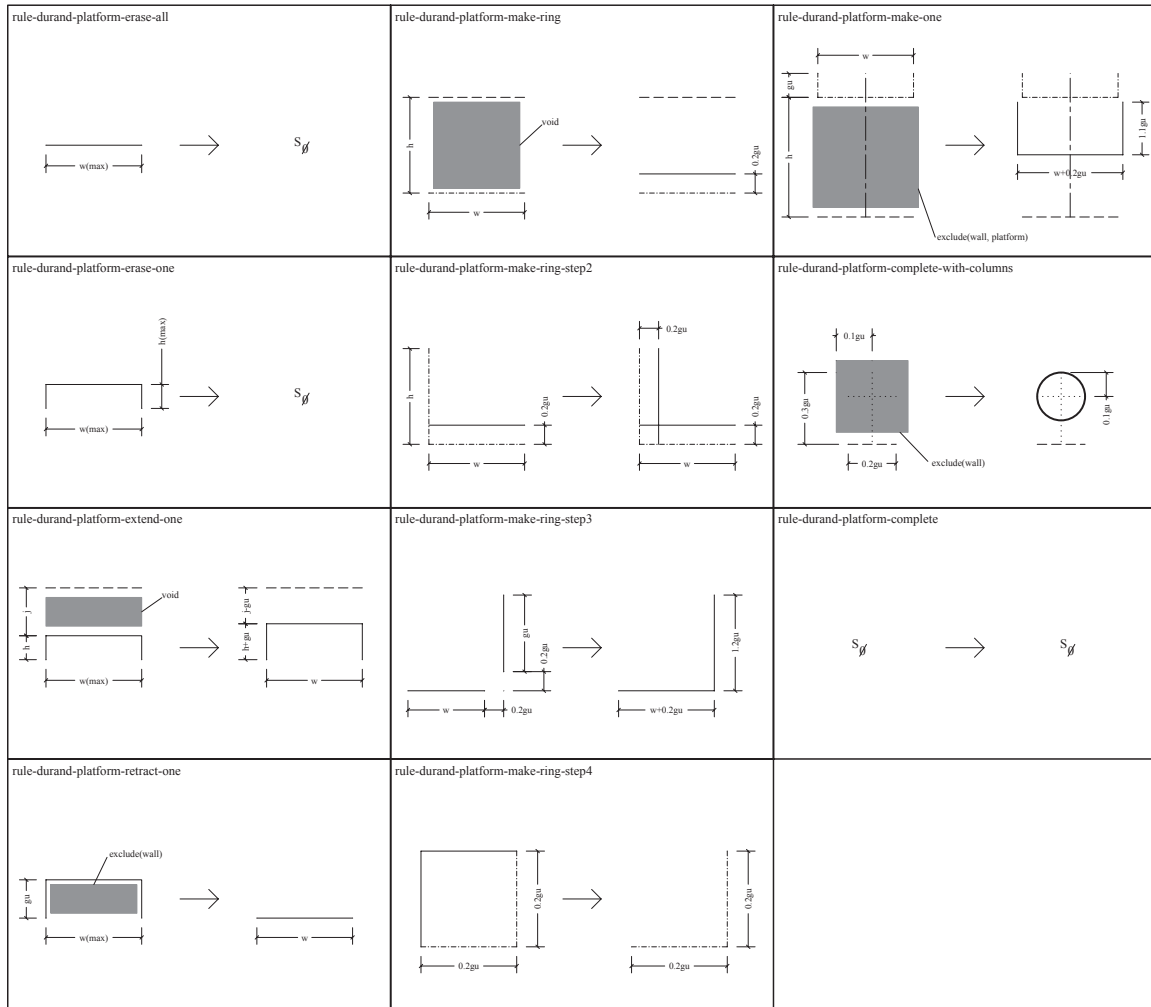 rule-durand-platform-erase-all
w(max)
S∅
rule-durand-platform-make-ring
h
w
void
0.2gu
rule-durand-platform-make-one
w
gu
h
exclude(wall, platform)
1.1gu
w+0.2gu
rule-durand-platform-erase-one
h(max)
w(max)
S∅
rule-durand-platform-make-ring-step2
h
0.2gu
w
0.2gu
0.2gu
w
rule-durand-platform-complete-with-columns
0.1gu
0.3gu
0.2gu
exclude(wall)
0.1gu
rule-durand-platform-extend-one
j
h
void
w(max)
j-gu
h+gu
w
rule-durand-platform-make-ring-step3
gu
0.2gu
w
0.2gu
1.2gu
w+0.2gu
rule-durand-platform-complete
S∅
S∅
rule-durand-platform-retract-one
exclude(wall)
gu
w(max)
w
rule-durand-platform-make-ring-step4
0.2gu
0.2gu
0.2gu
0.2gu